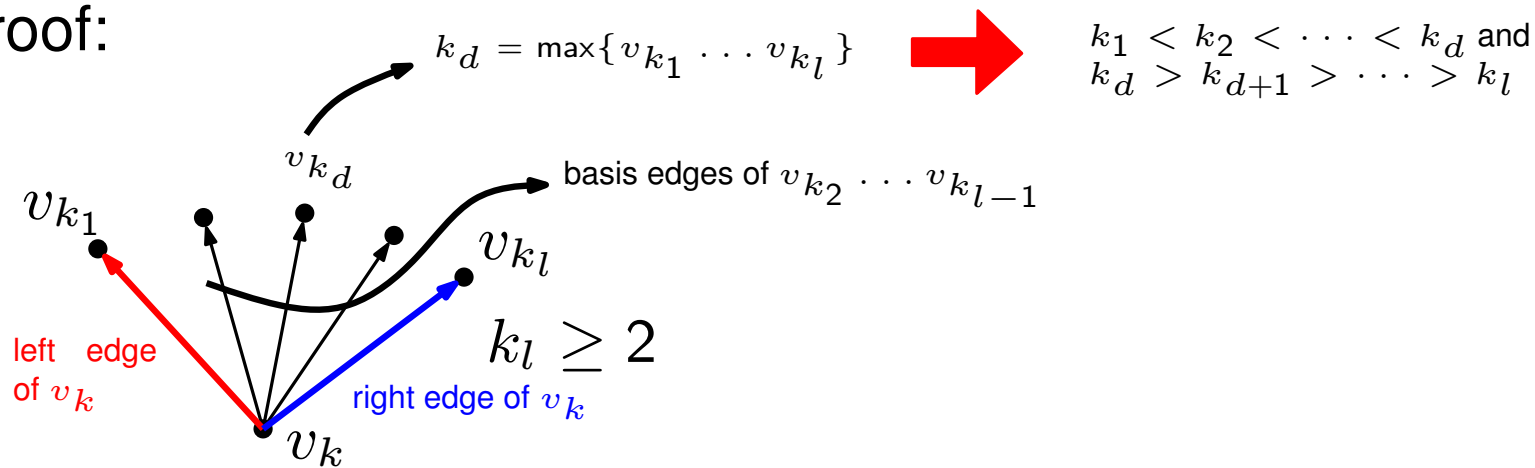 roof:
k_d = max{v_{k_1} . . . v_{k_l}}
k_1 < k_2 < · · · < k_d and
k_d > k_{d+1} > · · · > k_l
v_{k_d}
basis edges of v_{k_2} . . . v_{k_{l-1}}
v_{k_1}
v_{k_l}
k_l ≥ 2
left edge
of v_k
right edge of v_k
v_k